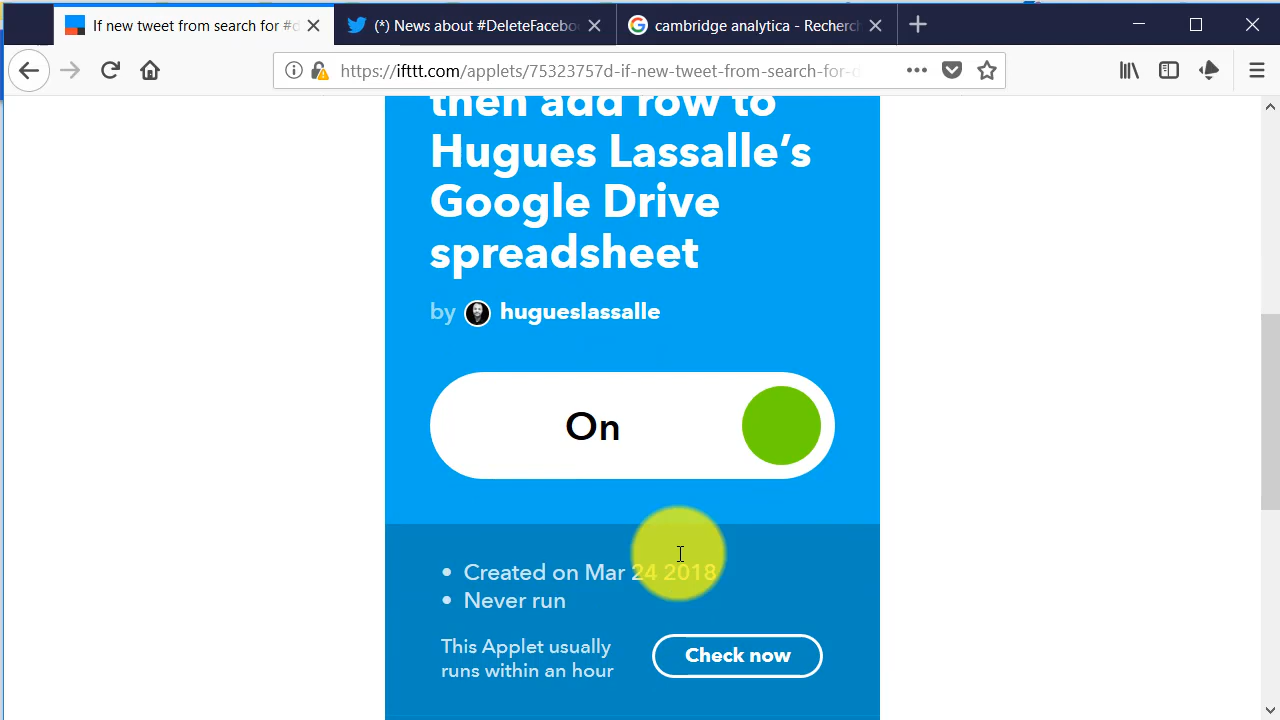 If new tweet from search for #d
(*) News about #DeleteFacebo
cambridge analytica - Recherch
https://ifttt.com/applets/75323757d-if-new-tweet-from-search-for-d
then add row to
Hugues Lassalle’s
Google Drive
spreadsheet
by hugueslassalle
On
• Created on Mar 24 2018
• Never run
This Applet usually
runs within an hour
Check now